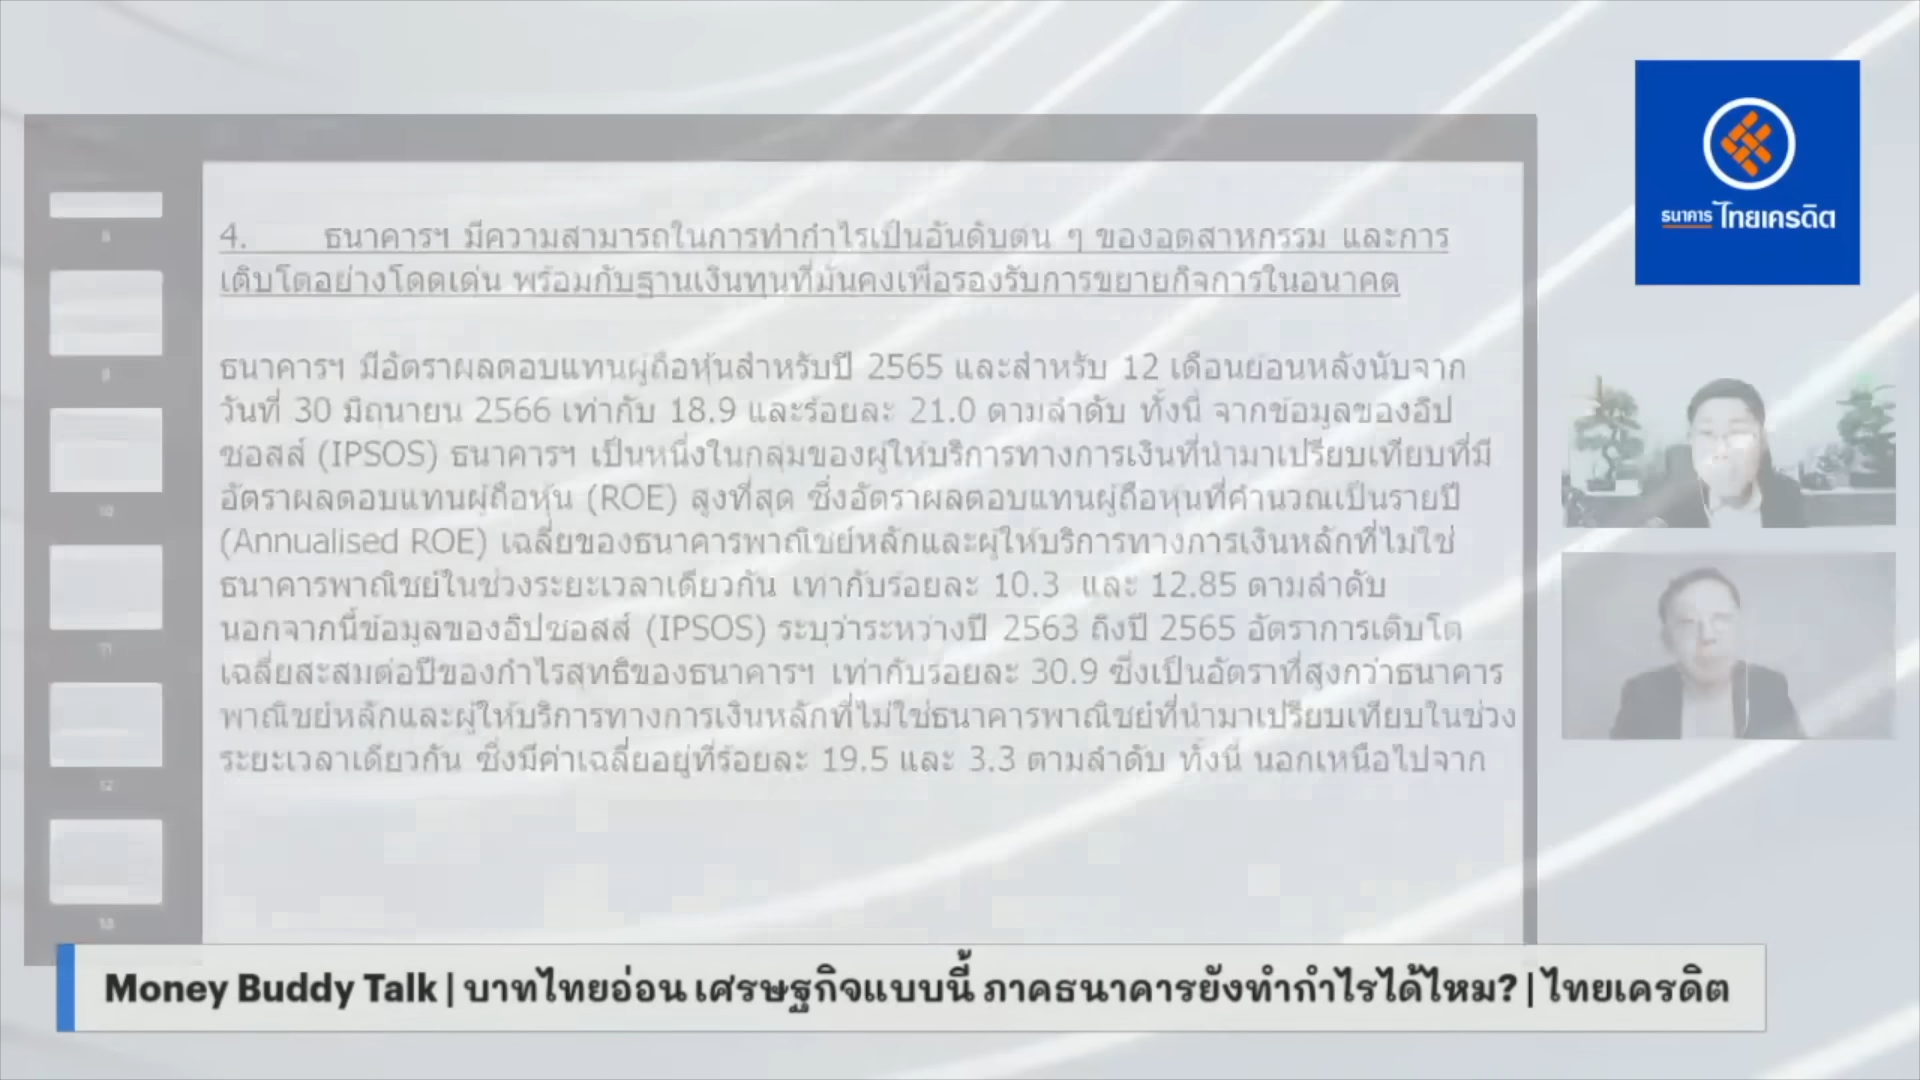 4. ธนาคารฯ มีความสามารถในการทำกำไรเป็นอันดับต้น ๆ ของอุตสาหกรรม และการ
เติบโตอย่างโดดเด่น พร้อมกับฐานเงินทุนที่มั่นคงเพื่อรองรับการขยายกิจการในอนาคต
ธนาคารฯ มีอัตราผลตอบแทนผู้ถือหุ้นสำหรับปี 2565 และสำหรับ 12 เดือนย้อนหลังนับจาก
วันที่ 30 มิถุนายน 2566 เท่ากับ 18.9 และร้อยละ 21.0 ตามลำดับ ทั้งนี้ จากข้อมูลของอิป
ซอสส์ (IPSOS) ธนาคารฯ เป็นหนึ่งในกลุ่มของผู้ให้บริการทางการเงินที่นำมาเปรียบเทียบที่มี
อัตราผลตอบแทนผู้ถือหุ้น (ROE) สูงที่สุด ซึ่งอัตราผลตอบแทนผู้ถือหุ้นที่คำนวณเป็นรายปี
(Annualised ROE) เฉลี่ยของธนาคารพาณิชย์หลักและผู้ให้บริการทางการเงินหลักที่ไม่ใช่
ธนาคารพาณิชย์ในช่วงระยะเวลาเดียวกัน เท่ากับร้อยละ 10.3 และ 12.85 ตามลำดับ
นอกจากนี้ข้อมูลของอิปซอสส์ (IPSOS) ระบุว่าระหว่างปี 2563 ถึงปี 2565 อัตราการเติบโต
เฉลี่ยสะสมต่อปีของกำไรสุทธิของธนาคารฯ เท่ากับร้อยละ 30.9 ซึ่งเป็นอัตราที่สูงกว่าธนาคาร
พาณิชย์หลักและผู้ให้บริการทางการเงินหลักที่ไม่ใช่ธนาคารพาณิชย์ที่นำมาเปรียบเทียบในช่วง
ระยะเวลาเดียวกัน ซึ่งมีค่าเฉลี่ยอยู่ที่ร้อยละ 19.5 และ 3.3 ตามลำดับ ทั้งนี้ นอกเหนือไปจาก
10
11
12
13
ธนาคาร ไทยเครดิต
Money Buddy Talk | บาทไทยอ่อน เศรษฐกิจแบบนี้ ภาคธนาคารยังทำกำไรได้ไหม? | ไทยเครดิต